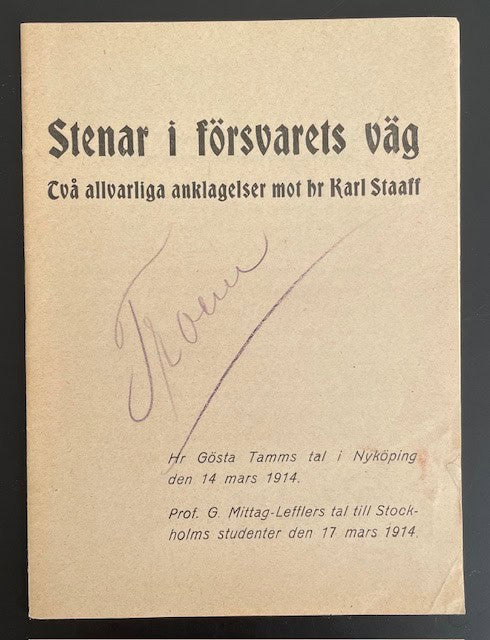 Stenar i försvarets väg
Två allvarliga anklagelser mot hr Karl Staaff
Hr Gösta Tamms tal i Nyköping
den 14 mars 1914.
Prof. G. Mittag-Lefflers tal till Stock-
holms studenter den 17 mars 1914.